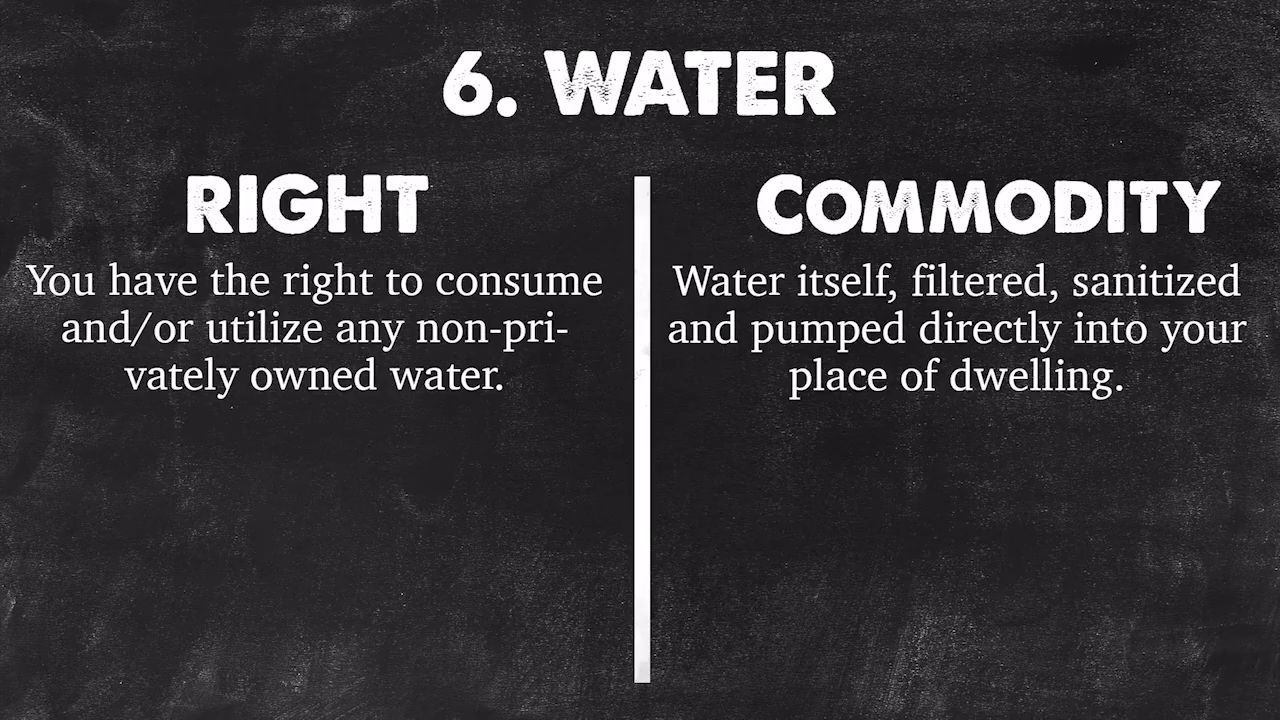 6. WATER
RIGHT
You have the right to consume
and/or utilize any non-pri-
vately owned water.
COMMODITY
Water itself, filtered, sanitized
and pumped directly into your
place of dwelling.